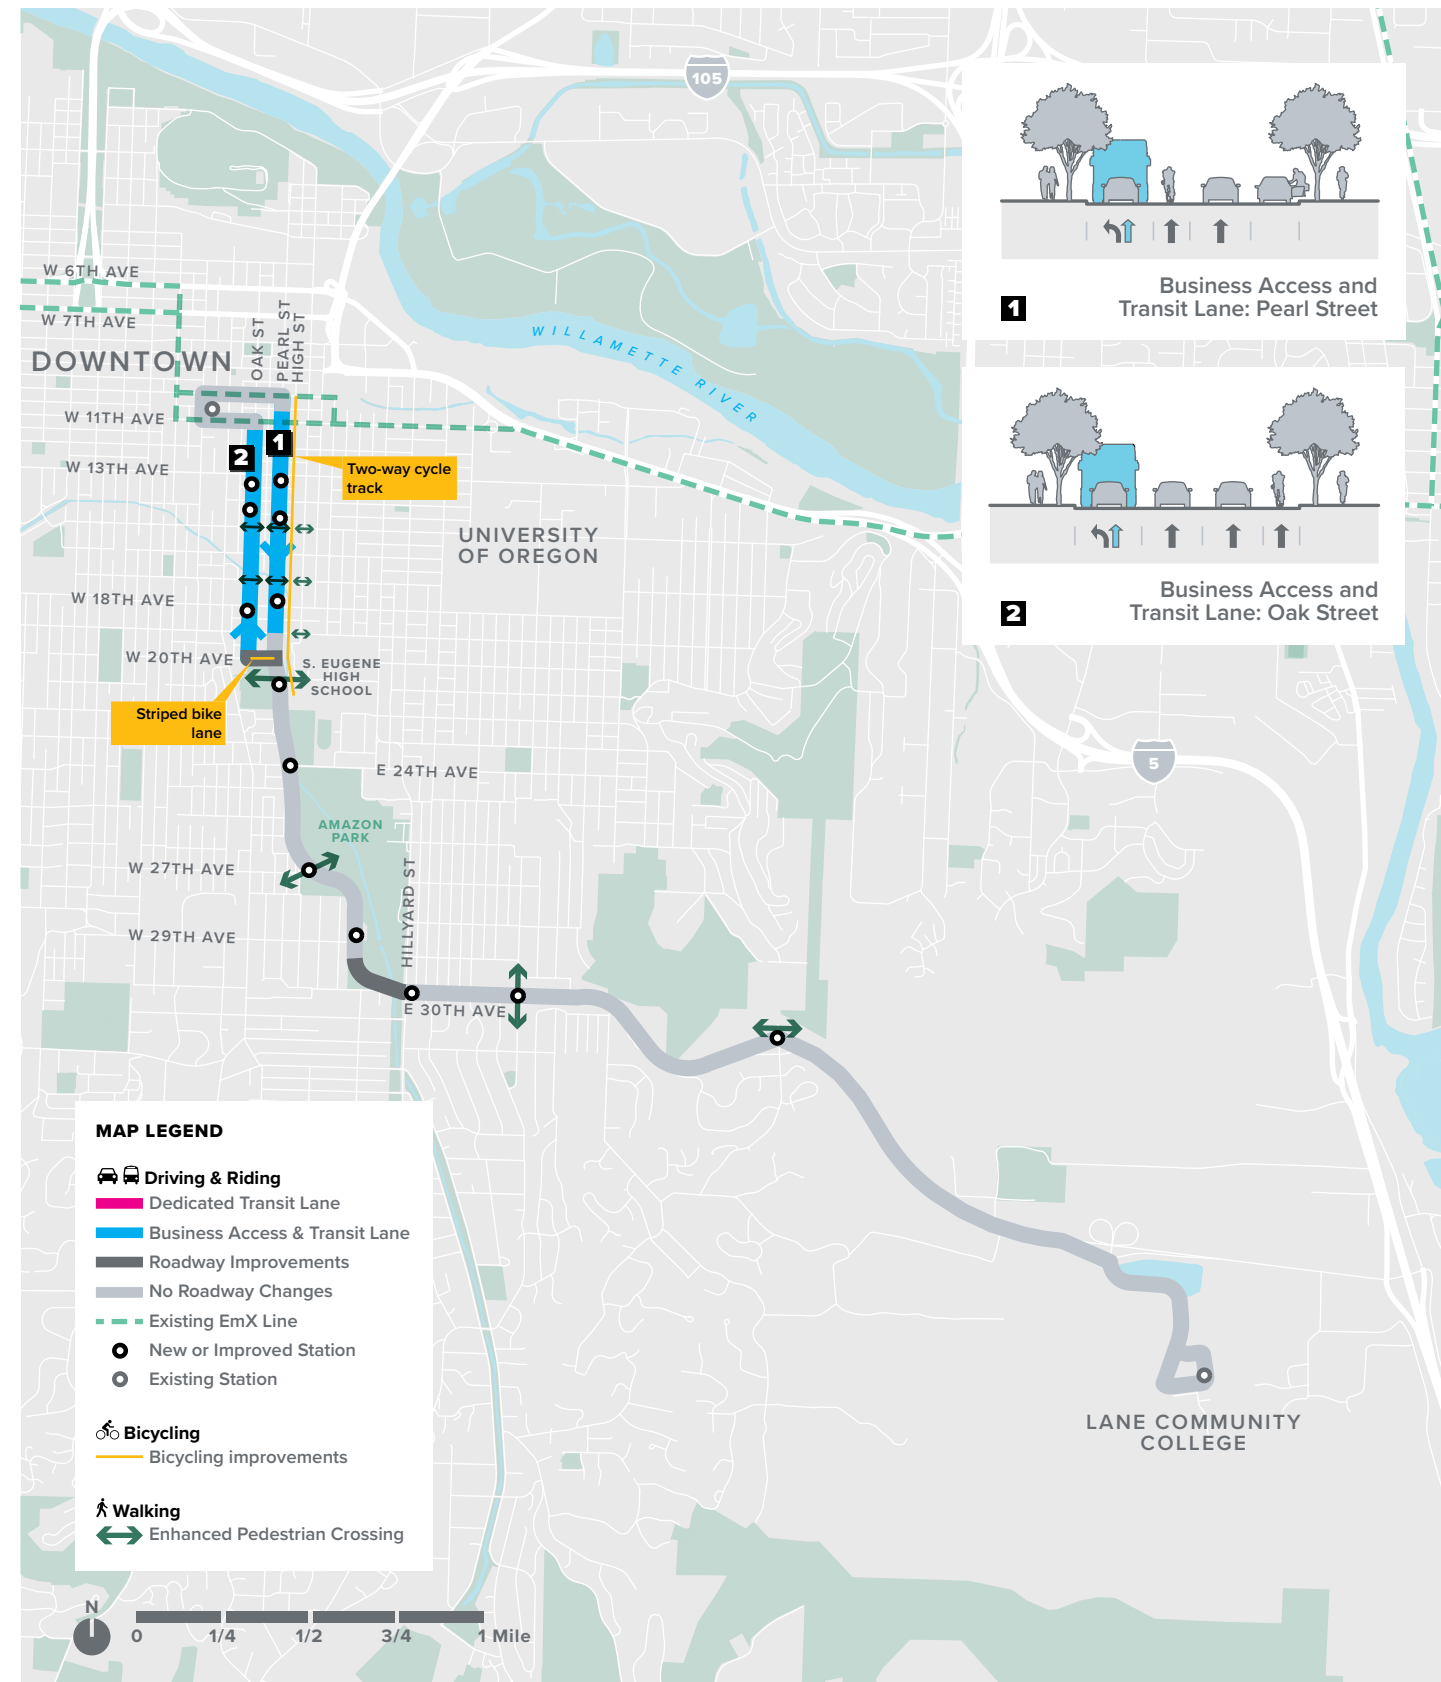 105
Business Access and
1
Transit Lane: Pearl Street
W 6TH AVE
W 7TH AVE
OAK ST
PEARL ST
HIGH ST
DOWNTOWN
WILLAMETTE RIVER
W 11TH AVE
1
2
W 13TH AVE
Two-way cycle
track
UNIVERSITY
OF OREGON
Business Access and
2
Transit Lane: Oak Street
W 18TH AVE
W 20TH AVE
S. EUGENE
HIGH
SCHOOL
Striped bike
lane
5
E 24TH AVE
AMAZON
PARK
W 27TH AVE
HILLYARD ST
W 29TH AVE
E 30TH AVE
MAP LEGEND
Driving & Riding
Dedicated Transit Lane
Business Access & Transit Lane
Roadway Improvements
No Roadway Changes
Existing EmX Line
New or Improved Station
Existing Station
Bicycling
Bicycling improvements
Walking
Enhanced Pedestrian Crossing
LANE COMMUNITY
COLLEGE
N
0 1/4 1/2 3/4 1 Mile